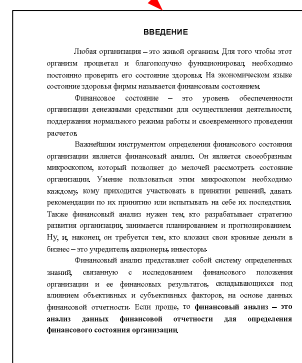 ВВЕДЕНИЕ
Любая организация – это живой организм. Для того чтобы этот
организм процветал и благополучно функционировал, необходимо
постоянно проверять его состояние здоровья. На экономическом языке
состояние здоровья фирмы называется финансовым состоянием.
Финансовое состояние – это уровень обеспеченности
организации денежными средствами для осуществления деятельности,
поддержания нормального режима работы и своевременного проведения
расчетов.
Важнейшим инструментом определения финансового состояния
организации является финансовый анализ. Он является своеобразным
микроскопом, который позволяет до мелочей рассмотреть состояние
организации. Умение пользоваться этим микроскопом необходимо
каждому, кому приходится участвовать в принятии решений, давать
рекомендации по их принятию или испытывать на себе их последствия.
Также финансовый анализ нужен тем, кто разрабатывает стратегию
развития организации, занимается планированием и прогнозированием.
Ну, и, наконец, он требуется тем, кто вложил свои кровные деньги в
бизнес – это учредители, акционеры, инвесторы.
Финансовый анализ представляет собой систему определенных
знаний, связанную с исследованием финансового положения
организации и ее финансовых результатов, складывающихся под
влиянием объективных и субъективных факторов, на основе данных
финансовой отчетности. Если проще, то финансовый анализ – это
анализ данных финансовой отчетности для определения
финансового состояния организации.